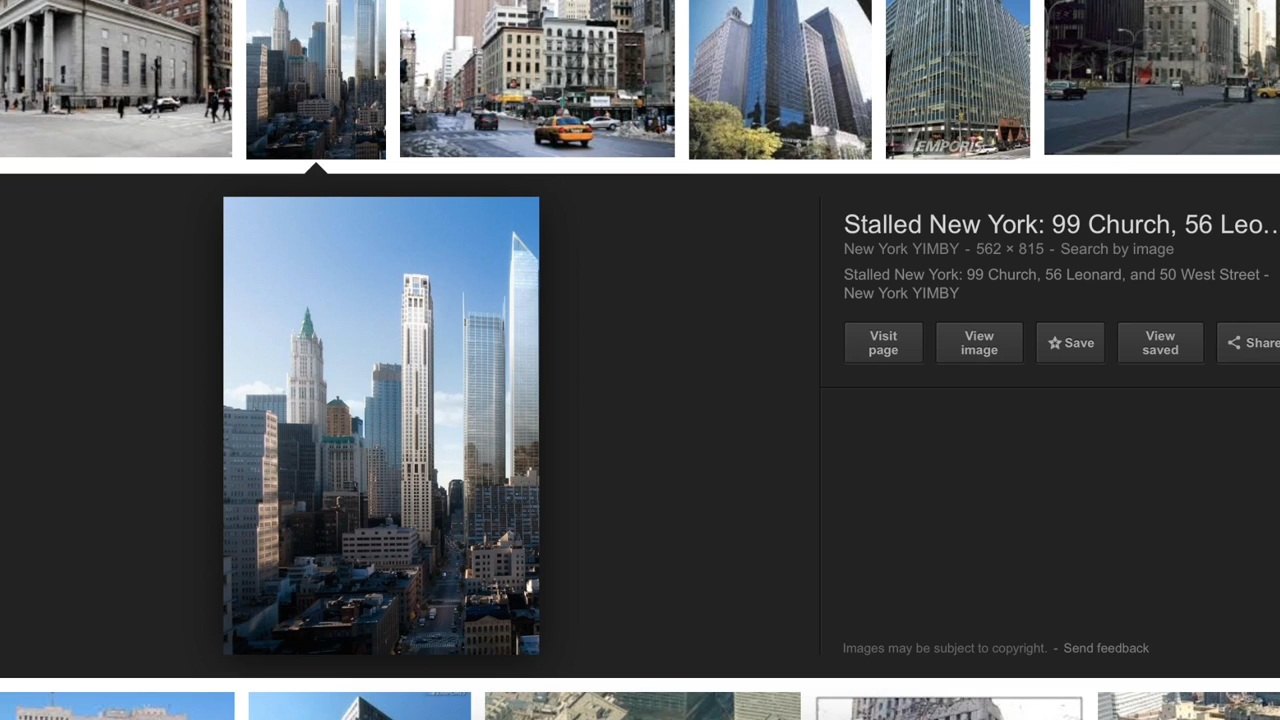 EMPORIS
Stalled New York: 99 Church, 56 Leo..
New York YIMBY - 562 × 815 - Search by image
Stalled New York: 99 Church, 56 Leonard, and 50 West Street -
New York YIMBY
Visit
page
View
image
Save
View
saved
Share
Images may be subject to copyright. - Send feedback